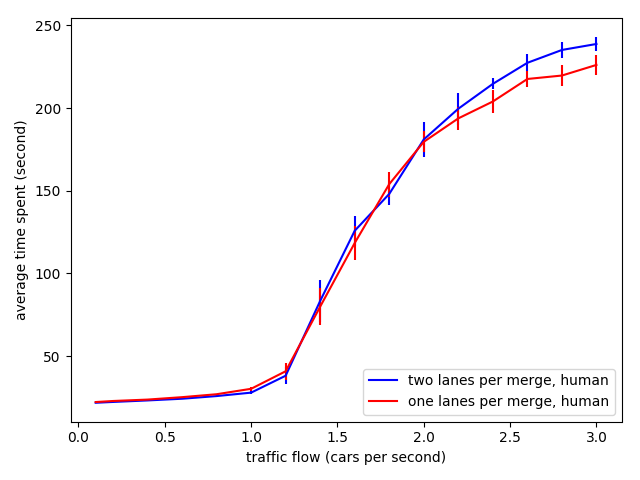 250
200
150
100
50
average time spent (second)
0.0 0.5 1.0 1.5 2.0 2.5 3.0
traffic flow (cars per second)
two lanes per merge, human
one lanes per merge, human